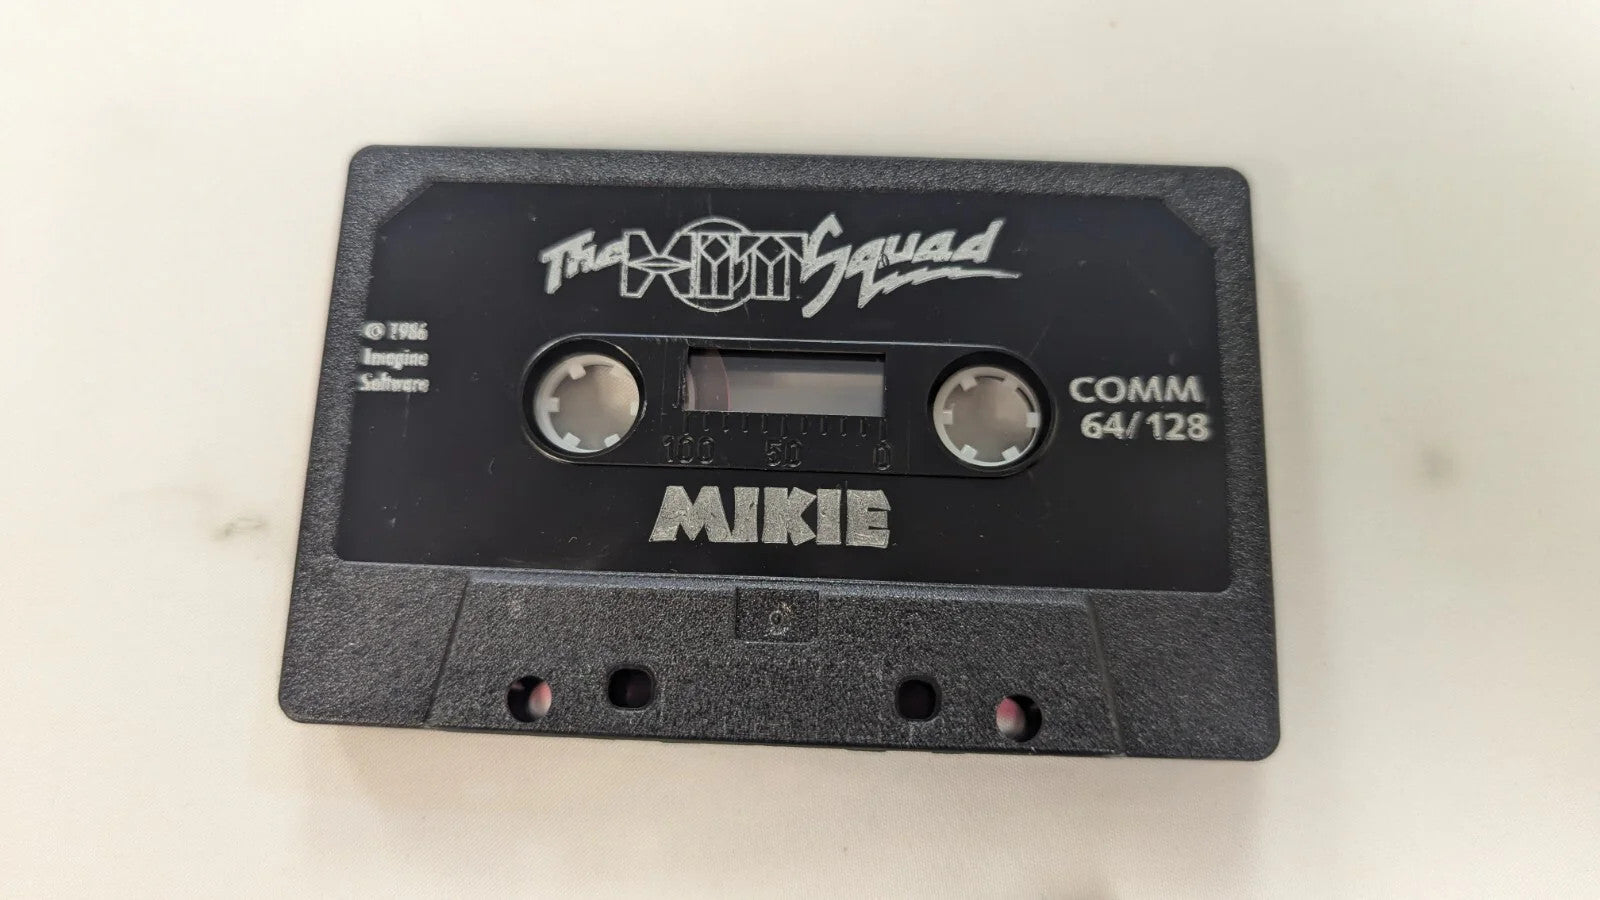 The HIT Squad
© 1986
Imagine
Software
COMM
64/128
100 50 0
MIKIE